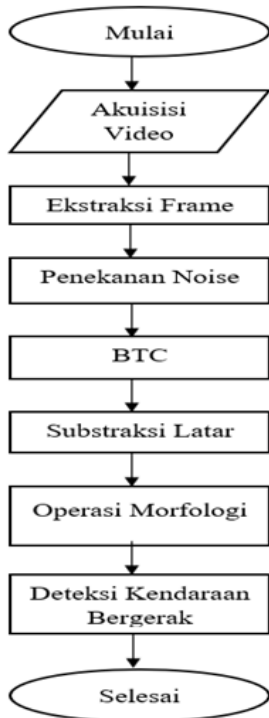 Mulai
Akuisisi
Video
Ekstraksi Frame
Penekanan Noise
BTC
Substraksi Latar
Operasi Morfologi
Deteksi Kendaraan
Bergerak
Selesai